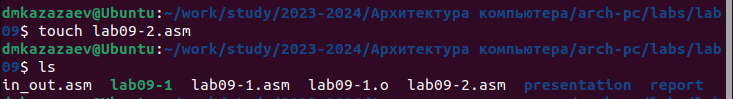 dmkazazaev@Ubuntu:~/work/study/2023-2024/Архитектура компьютера/arch-pc/labs/lab
09$ touch lab09-2.asm
dmkazazaev@Ubuntu:~/work/study/2023-2024/Архитектура компьютера/arch-pc/labs/lab
09$ ls
in_out.asm lab09-1 lab09-1.asm lab09-1.o lab09-2.asm presentation report